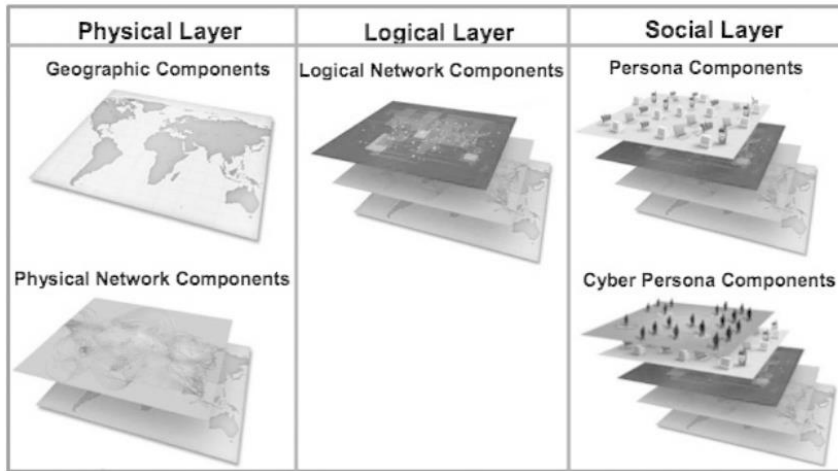 Physical Layer
Logical Layer
Social Layer
Geographic Components
Logical Network Components
Persona Components
Physical Network Components
Cyber Persona Components